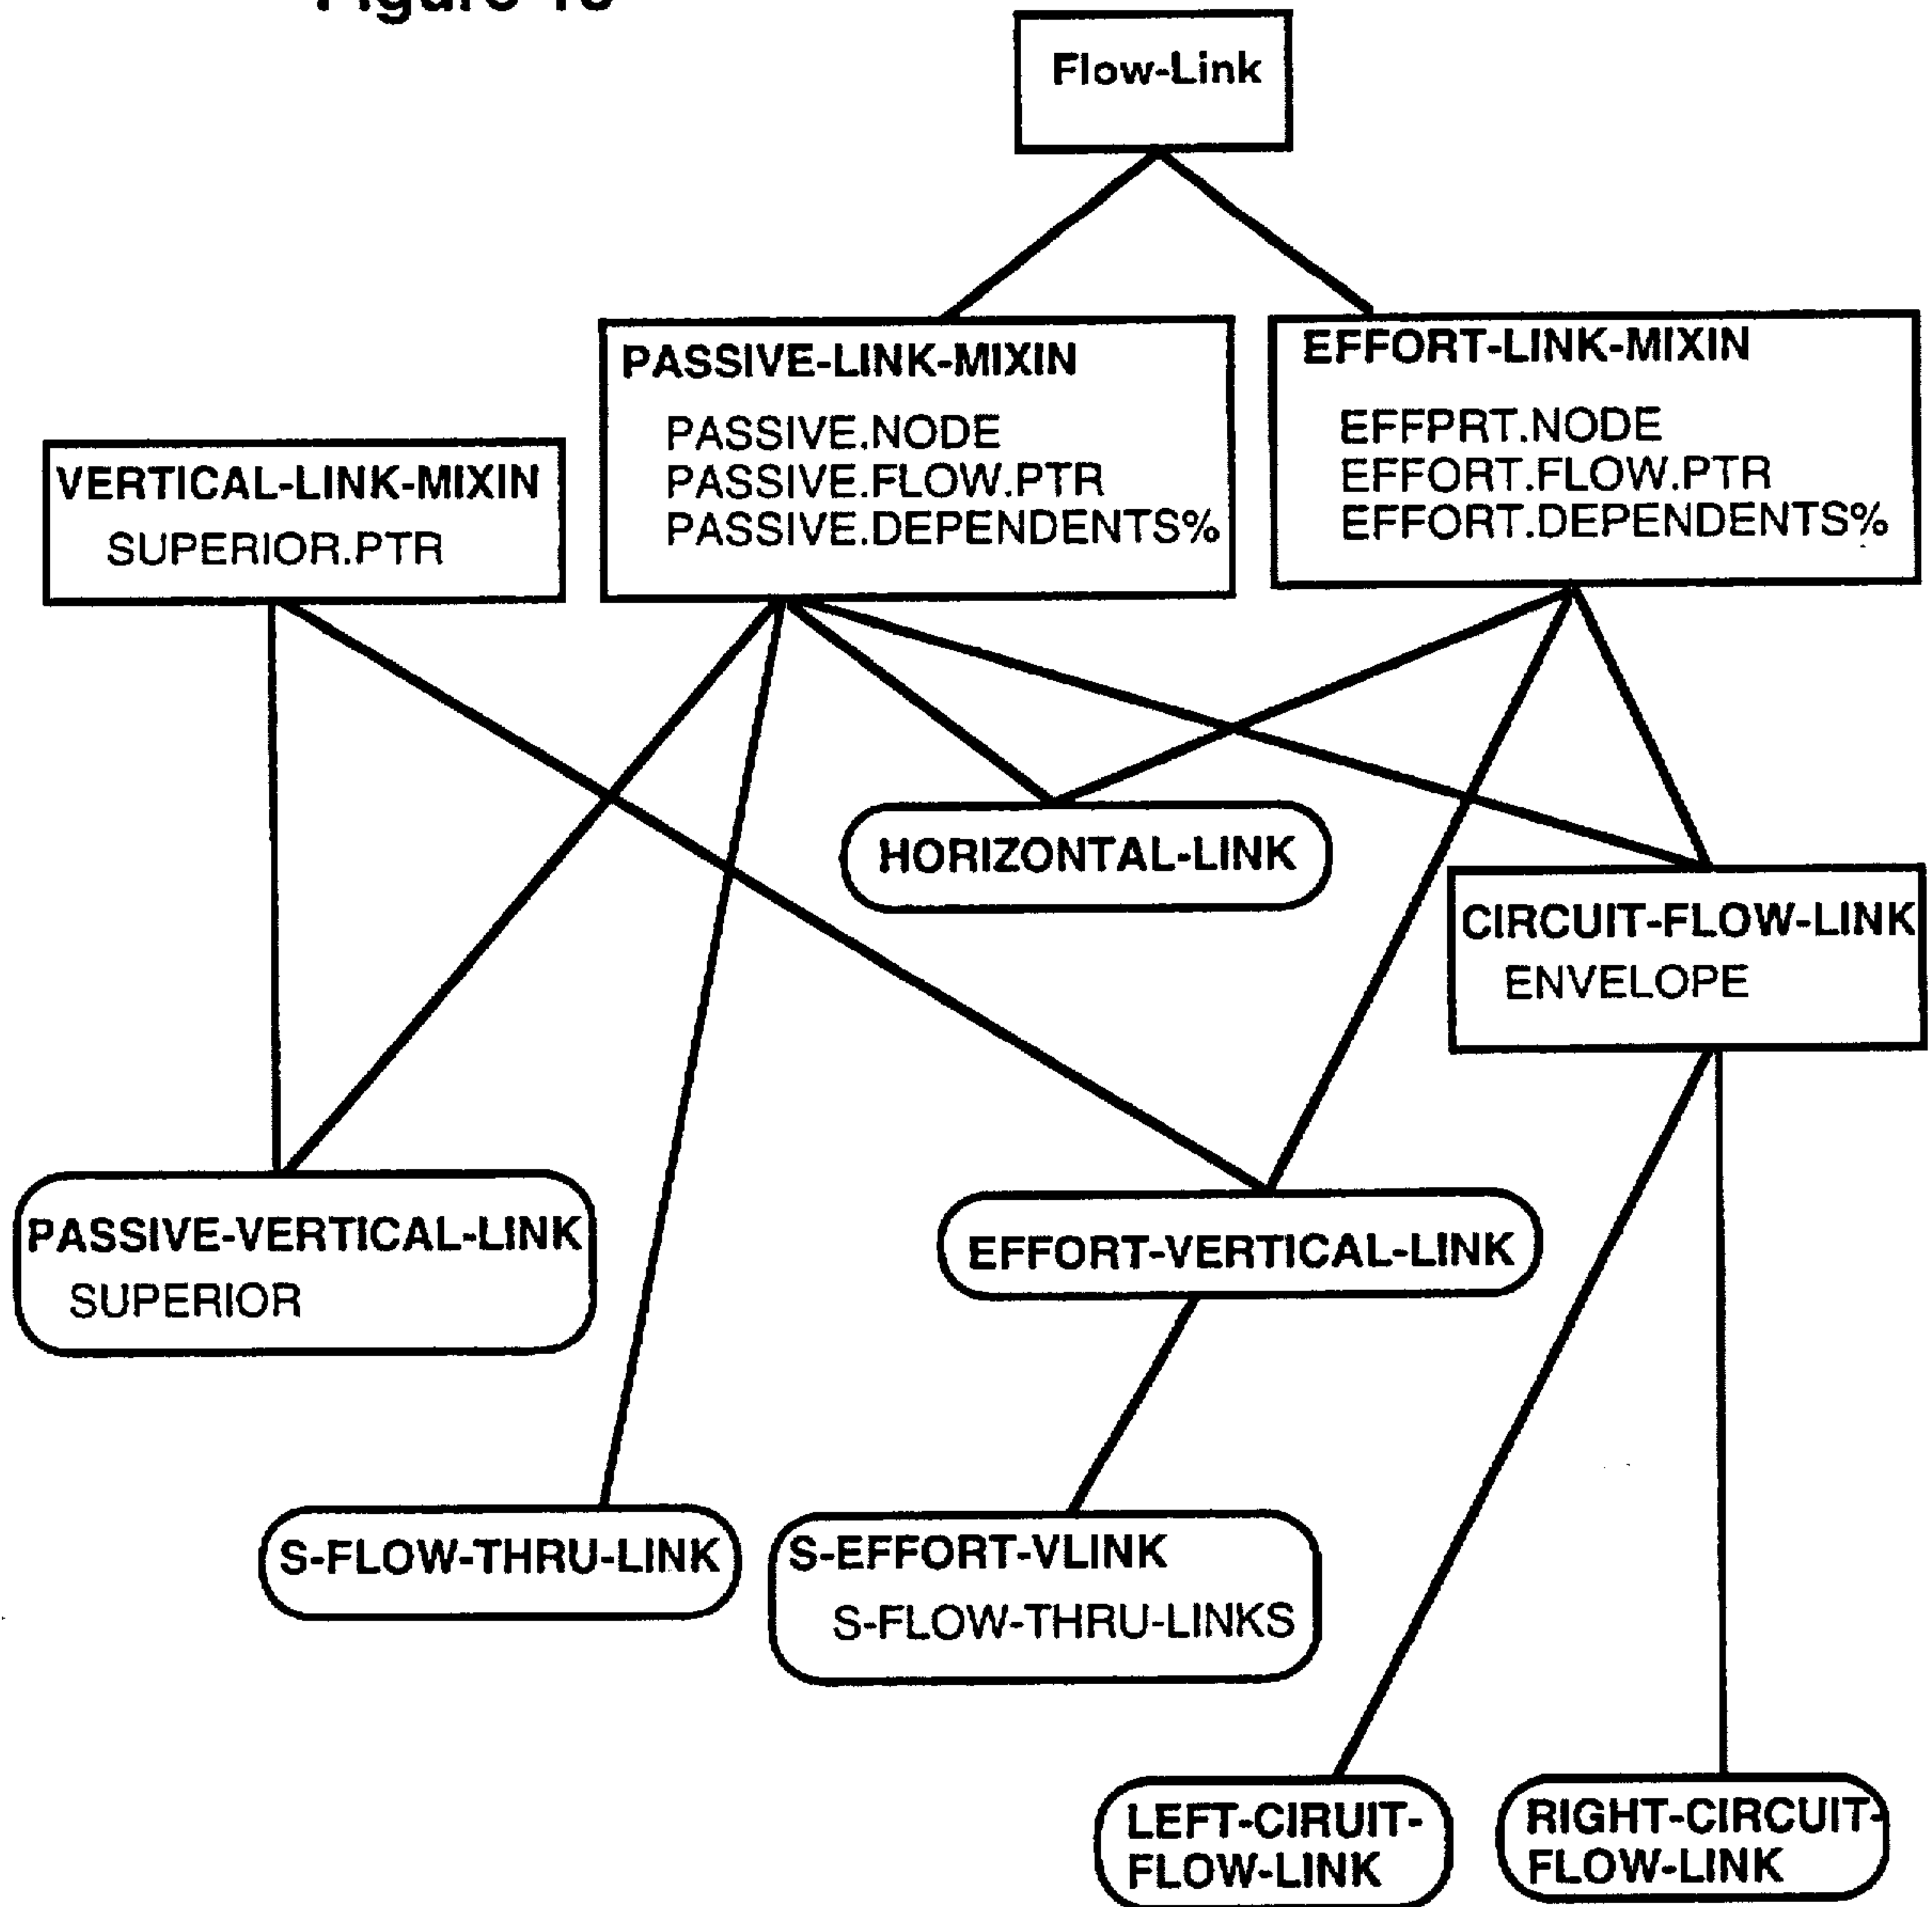 Flow-Link
PASSIVE-LINK-MIXIN
PASSIVE.NODE
PASSIVE.FLOW.PTR
PASSIVE.DEPENDENTS%
EFFORT-LINK-MIXIN
EFFPRT.NODE
EFFORT.FLOW.PTR
EFFORT.DEPENDENTS%
VERTICAL-LINK-MIXIN
SUPERIOR.PTR
HORIZONTAL-LINK
CIRCUIT-FLOW-LINK
ENVELOPE
PASSIVE-VERTICAL-LINK
SUPERIOR
EFFORT-VERTICAL-LINK
S-FLOW-THRU-LINK
S-EFFORT-VLINK
S-FLOW-THRU-LINKS
LEFT-CIRUIT-
FLOW-LINK
RIGHT-CIRCUIT-
FLOW-LINK